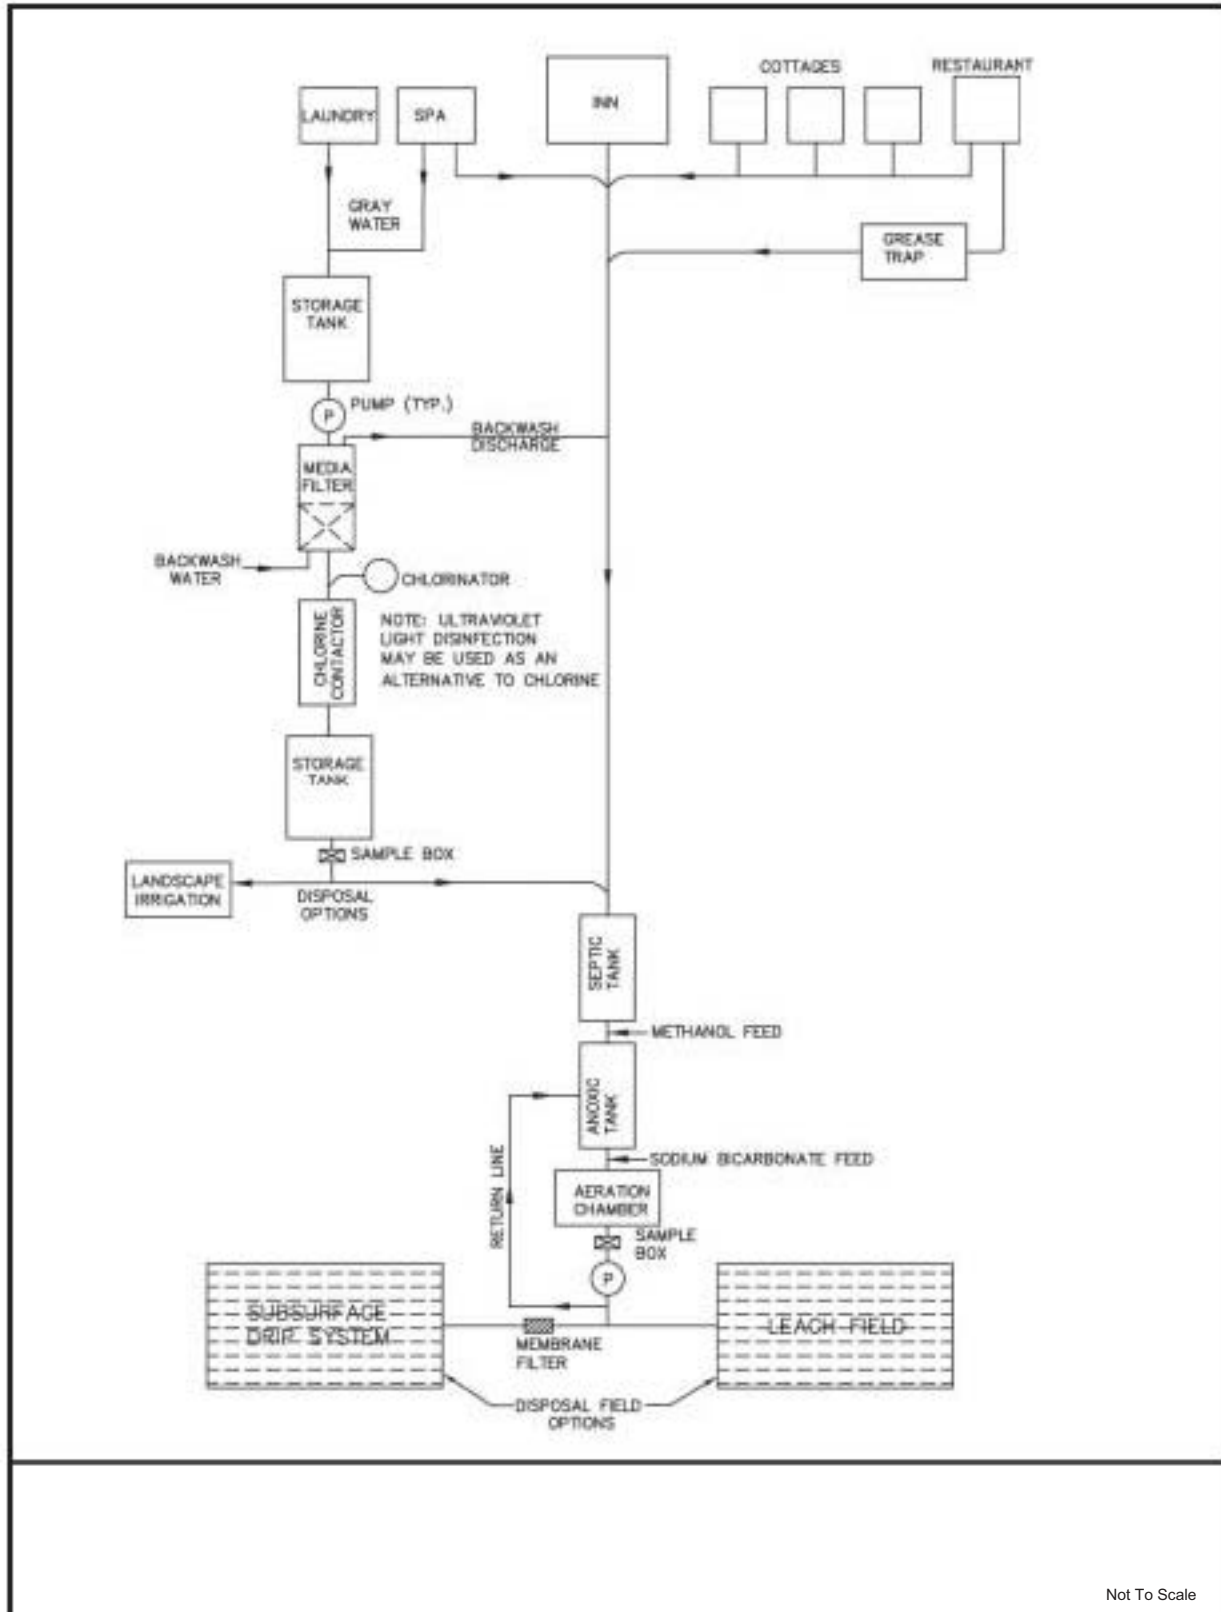 COTTAGES
RESTAURANT
INN
LAUNDRY
SPA
GRAY
WATER
GREASE
TRAP
STORAGE
TANK
PUMP (TYP.)
P
BACKWASH
DISCHARGE
MEDIA
FILTER
BACKWASH
WATER
CHLORINATOR
CHLORINE
CONTACTOR
NOTE: ULTRAVIOLET
LIGHT DISINFECTION
MAY BE USED AS AN
ALTERNATIVE TO CHLORINE
STORAGE
TANK
SAMPLE BOX
LANDSCAPE
IRRIGATION
DISPOSAL
OPTIONS
SEPTIC
TANK
METHANOL FEED
ANOXIC
TANK
RETURN LINE
SODIUM BICARBONATE FEED
AERATION
CHAMBER
SAMPLE
BOX
P
SUBSURFACE
DRIP SYSTEM
MEMBRANE
FILTER
LEACH FIELD
DISPOSAL FIELD
OPTIONS
Not To Scale